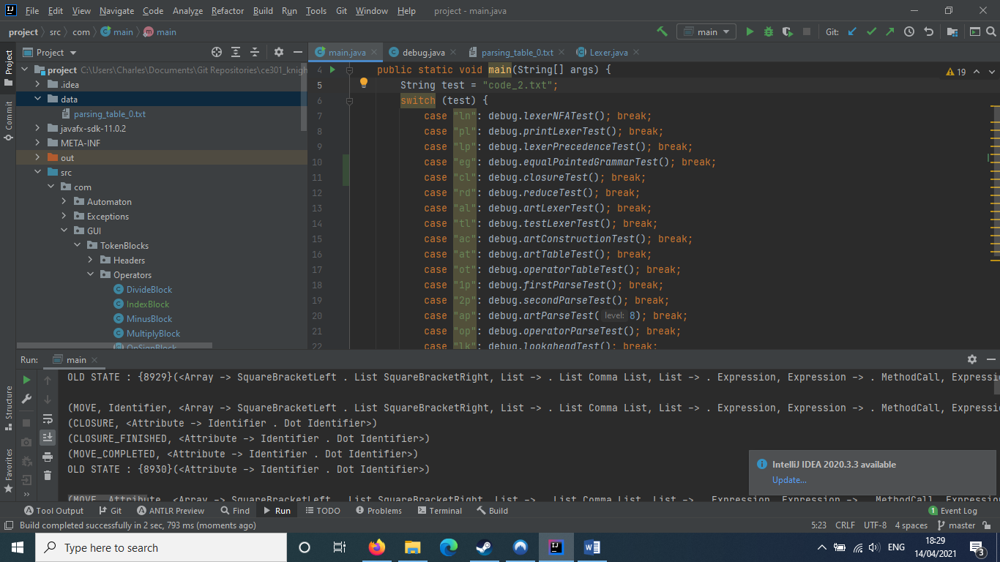 File Edit View Navigate Code Analyze Refactor Build Run Tools Git Window Help project - main.java
project src com main main
main Git:
Project main.java debug.java parsing_table_0.txt Lexer.java
Project
Commit
Structure
Favorites
project C:\Users\Charles\Documents\Git Repositories\ce301_knigh
.idea
data
parsing_table_0.txt
javafx-sdk-11.0.2
META-INF
out
src
com
Automaton
Exceptions
GUI
TokenBlocks
Headers
Operators
DivideBlock
IndexBlock
MinusBlock
MultiplyBlock
OnSignBlock
19
4 public static void main(String[] args) {
5 String test = "code_2.txt";
6 switch (test) {
7 case "ln": debug.lexerNFATest(); break;
8 case "pl": debug.printLexerTest(); break;
9 case "lp": debug.lexerPrecedenceTest(); break;
10 case "eg": debug.equalPointedGrammarTest(); break;
11 case "cl": debug.closureTest(); break;
12 case "rd": debug.reduceTest(); break;
13 case "al": debug.artLexerTest(); break;
14 case "tl": debug.testLexerTest(); break;
15 case "ac": debug.artConstructionTest(); break;
16 case "at": debug.artTableTest(); break;
17 case "ot": debug.operatorTableTest(); break;
18 case "1p": debug.firstParseTest(); break;
19 case "2p": debug.secondParseTest(); break;
20 case "ap": debug.artParseTest( level: 8); break;
21 case "op": debug.operatorParseTest(); break;
22 case "lk": debug.lookaheadTest(); break;
Run: main
OLD STATE : {8929}(<Array -> SquareBracketLeft . List SquareBracketRight, List -> . List Comma List, List -> . Expression, Expression -> . MethodCall, Expressio
(MOVE, Identifier, <Array -> SquareBracketLeft . List SquareBracketRight, List -> . List Comma List, List -> . Expression, Expression -> . MethodCall, Expressi
(CLOSURE, <Attribute -> Identifier . Dot Identifier>)
(CLOSURE_FINISHED, <Attribute -> Identifier . Dot Identifier>)
(MOVE_COMPLETED, <Attribute -> Identifier . Dot Identifier>)
OLD STATE : {8930}(<Attribute -> Identifier . Dot Identifier>)
(MOVE, Attribute, <Array -> SquareBracketLeft . List SquareBracketRight, List -> . List Comma List, List -> . Expression, Expression -> . MethodCall, Expressio
IntelliJ IDEA 2020.3.3 available
Update...
Tool Output Git ANTLR Preview Find Run TODO Problems Terminal Build 1 Event Log
Build completed successfully in 2 sec, 793 ms (moments ago) 5:23 CRLF UTF-8 4 spaces master
Type here to search ENG 18:29
14/04/2021 3